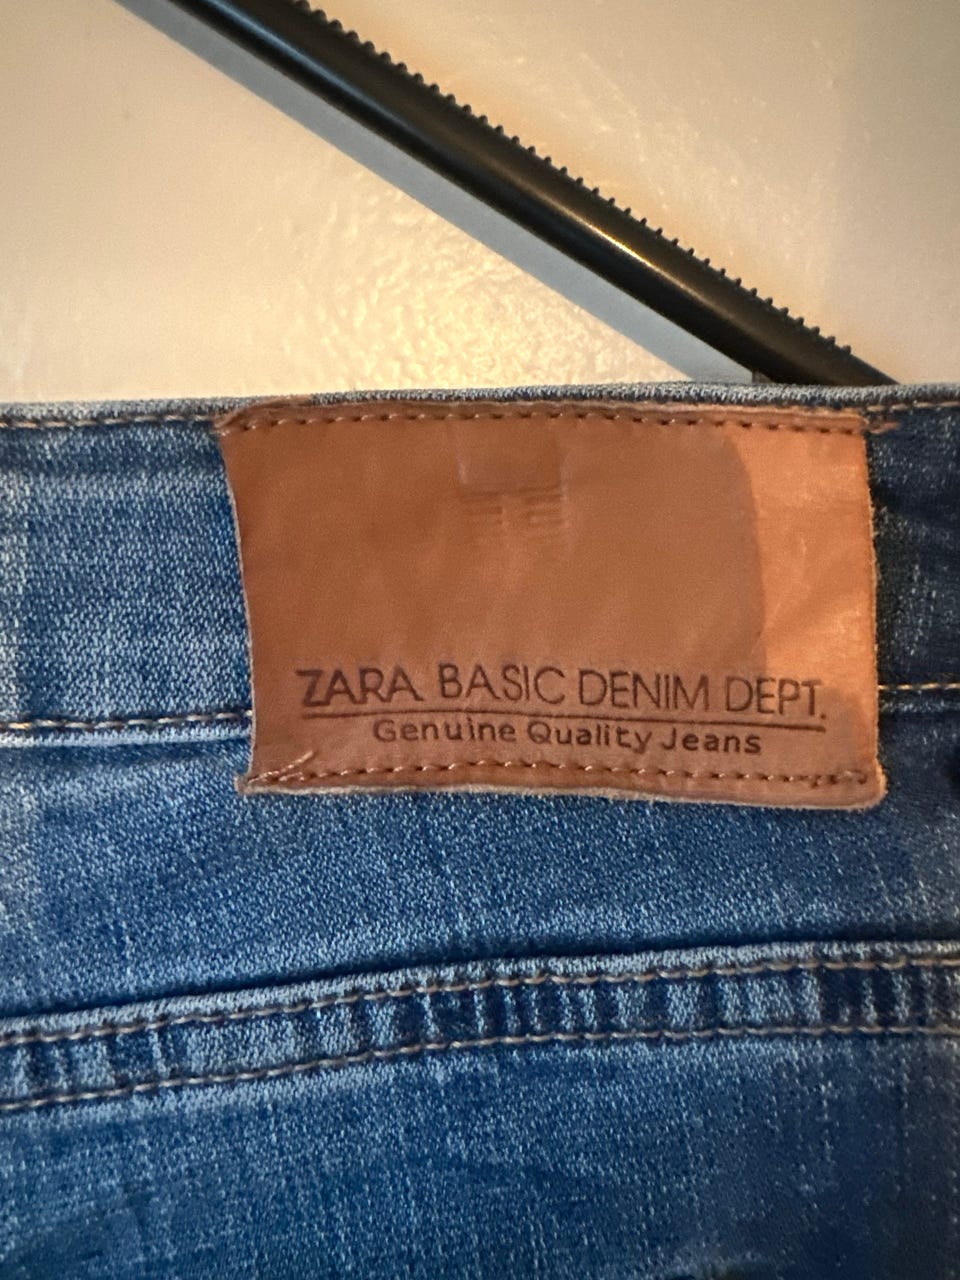 ZARA BASIC DENIM DEPT.
Genuine Quality Jeans